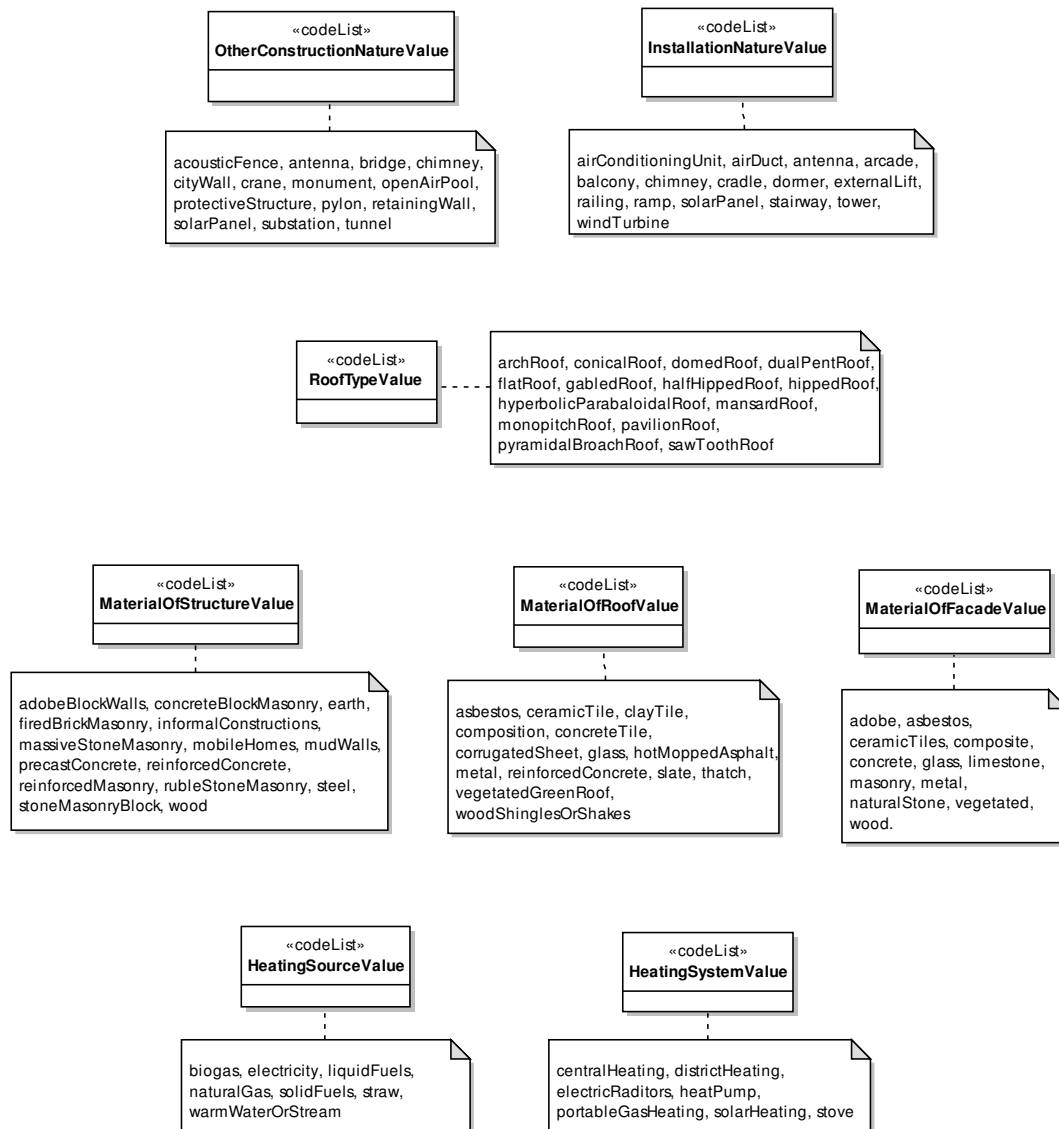 «codeList»
OtherConstructionNatureValue
acousticFence, antenna, bridge, chimney,
cityWall, crane, monument, openAirPool,
protectiveStructure, pylon, retainingWall,
solarPanel, substation, tunnel
«codeList»
InstallationNatureValue
airConditioningUnit, airDuct, antenna, arcade,
balcony, chimney, cradle, dormer, externalLift,
railing, ramp, solarPanel, stairway, tower,
windTurbine
«codeList»
RoofTypeValue
archRoof, conicalRoof, domedRoof, dualPentRoof,
flatRoof, gabledRoof, halfHippedRoof, hippedRoof,
hyperbolicParabaloidalRoof, mansardRoof,
monopitchRoof, pavilionRoof,
pyramidalBroachRoof, sawToothRoof
«codeList»
MaterialOfStructureValue
adobeBlockWalls, concreteBlockMasonry, earth,
firedBrickMasonry, informalConstructions,
massiveStoneMasonry, mobileHomes, mudWalls,
precastConcrete, reinforcedConcrete,
reinforcedMasonry, rubleStoneMasonry, steel,
stoneMasonryBlock, wood
«codeList»
MaterialOfRoofValue
asbestos, ceramicTile, clayTile,
composition, concreteTile,
corrugatedSheet, glass, hotMoppedAsphalt,
metal, reinforcedConcrete, slate, thatch,
vegetatedGreenRoof,
woodShinglesOrShakes
«codeList»
MaterialOfFacadeValue
adobe, asbestos,
ceramicTiles, composite,
concrete, glass, limestone,
masonry, metal,
naturalStone, vegetated,
wood.
«codeList»
HeatingSourceValue
biogas, electricity, liquidFuels,
naturalGas, solidFuels, straw,
warmWaterOrStream
«codeList»
HeatingSystemValue
centralHeating, districtHeating,
electricRaditors, heatPump,
portableGasHeating, solarHeating, stove